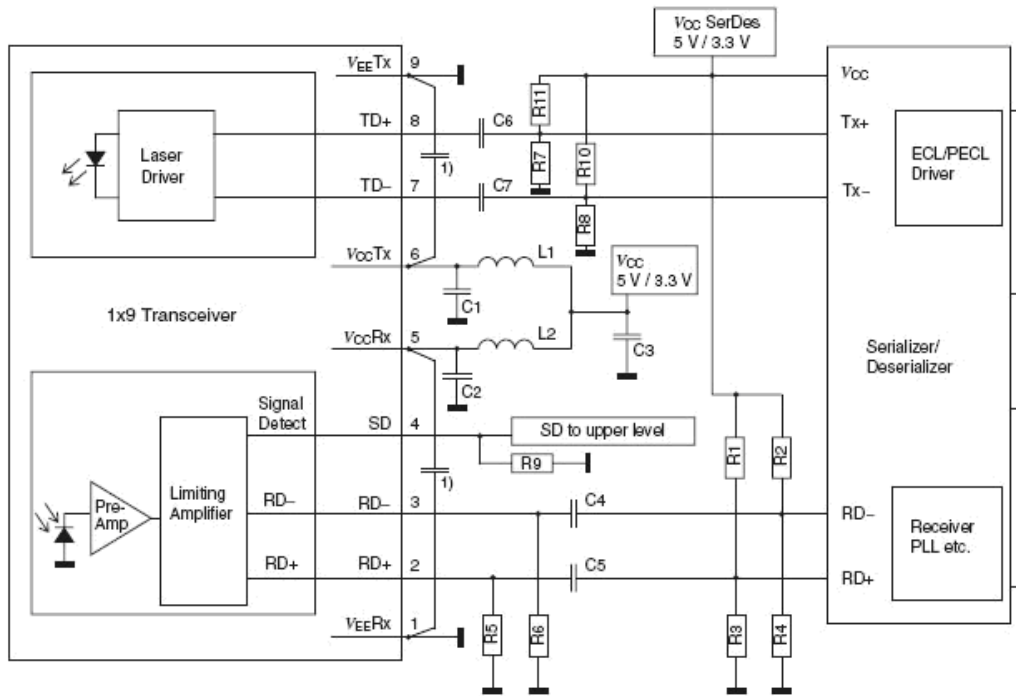 VCC SerDes
5 V / 3.3 V
VEETx
9
VCC
TD+
8
C6
R11
Tx+
Laser
Driver
1)
R7
R10
ECL/PECL
Driver
TD−
7
C7
Tx−
R8
VCCTx
6
L1
VCC
5 V / 3.3 V
C1
1x9 Transceiver
VCCRx
5
L2
C3
Serializer/
Deserializer
C2
Signal
Detect
SD
4
SD to upper level
R9
R1
R2
1)
Pre-
Amp
Limiting
Amplifier
RD−
RD−
3
C4
RD−
Receiver
PLL etc.
RD+
RD+
2
C5
RD+
VEERx
1
R5
R6
R3
R4